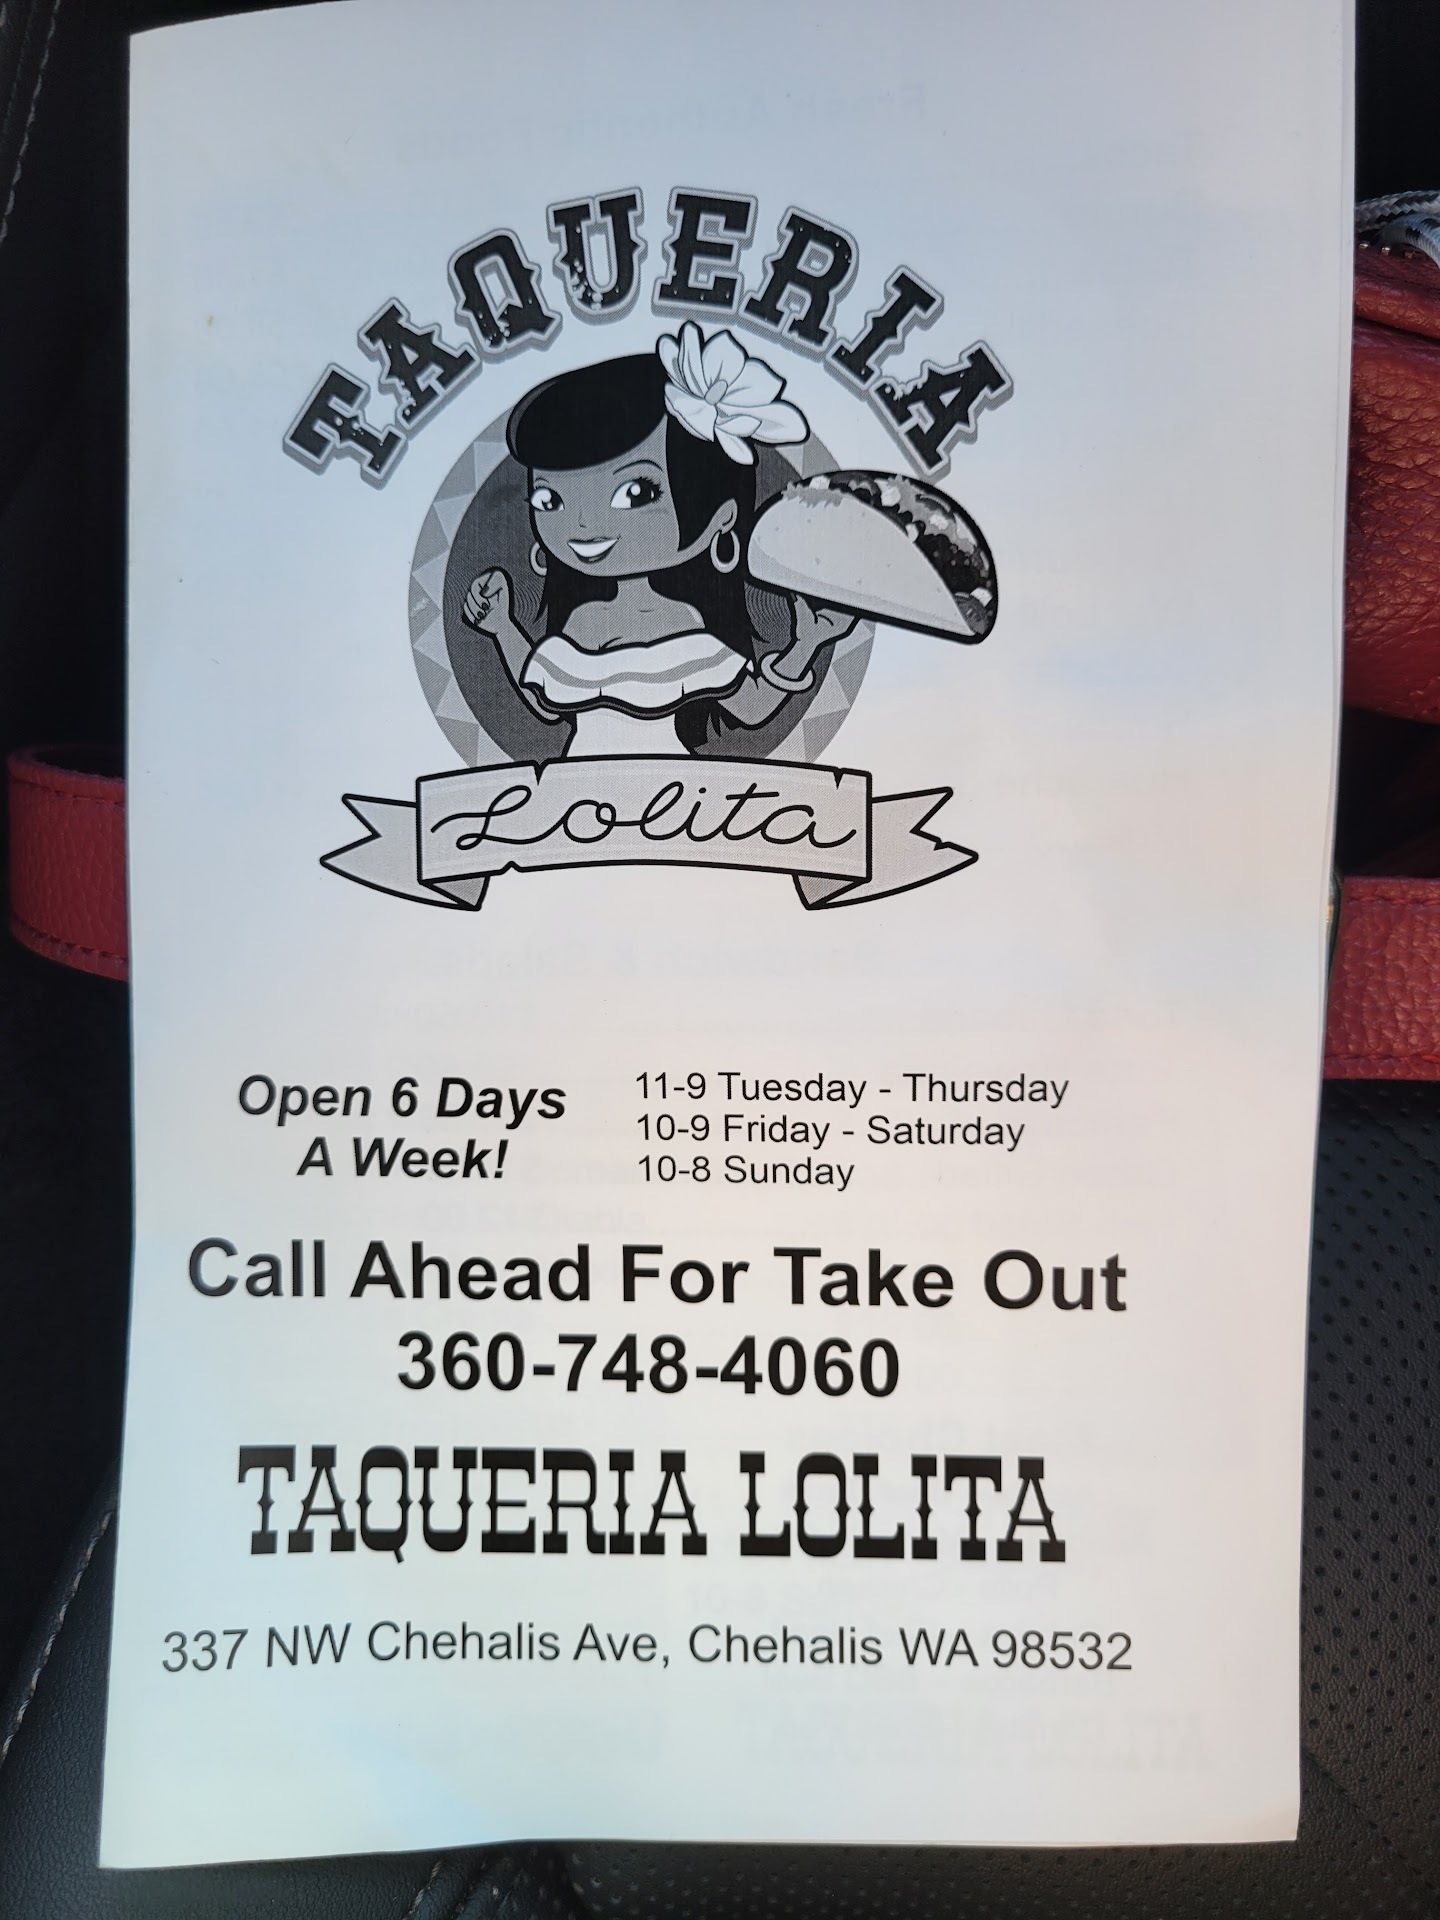 TAQUERIA
Lolita
Open 6 Days
A Week!
11-9 Tuesday - Thursday
10-9 Friday - Saturday
10-8 Sunday
Call Ahead For Take Out
360-748-4060
TAQUERIA LOLITA
337 NW Chehalis Ave, Chehalis WA 98532